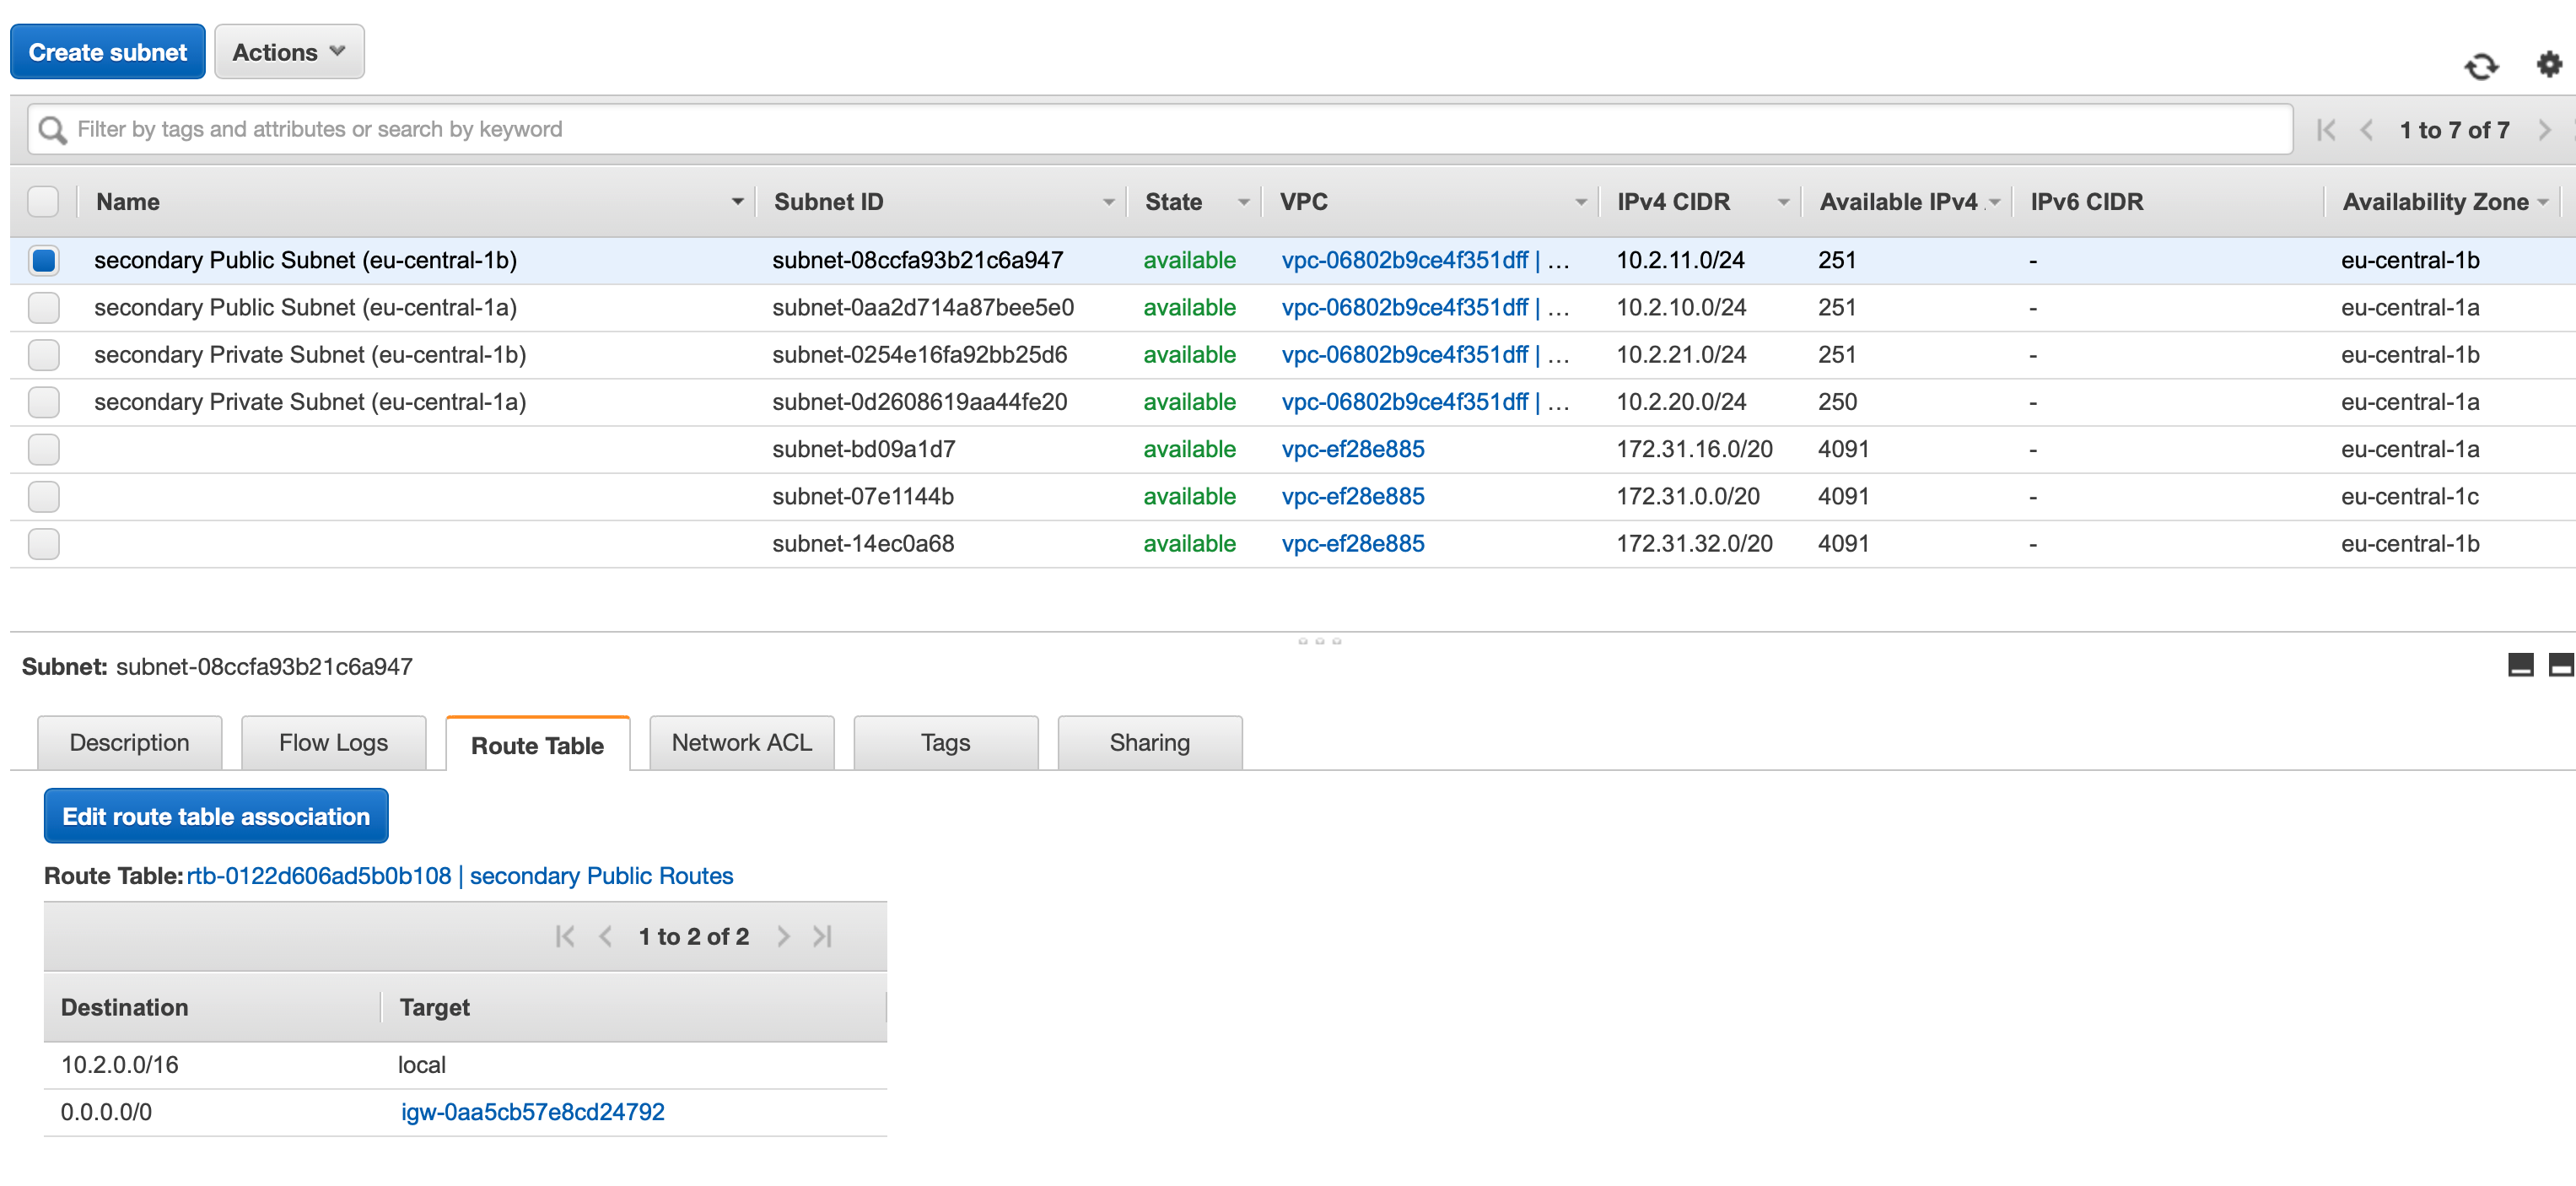 Create subnet Actions
Filter by tags and attributes or search by keyword 1 to 7 of 7
Name Subnet ID State VPC IPv4 CIDR Available IPv4 IPv6 CIDR Availability Zone
secondary Public Subnet (eu-central-1b) subnet-08ccfa93b21c6a947 available vpc-06802b9ce4f351dff | ... 10.2.11.0/24 251 - eu-central-1b
secondary Public Subnet (eu-central-1a) subnet-0aa2d714a87bee5e0 available vpc-06802b9ce4f351dff | ... 10.2.10.0/24 251 - eu-central-1a
secondary Private Subnet (eu-central-1b) subnet-0254e16fa92bb25d6 available vpc-06802b9ce4f351dff | ... 10.2.21.0/24 251 - eu-central-1b
secondary Private Subnet (eu-central-1a) subnet-0d2608619aa44fe20 available vpc-06802b9ce4f351dff | ... 10.2.20.0/24 250 - eu-central-1a
subnet-bd09a1d7 available vpc-ef28e885 172.31.16.0/20 4091 - eu-central-1a
subnet-07e1144b available vpc-ef28e885 172.31.0.0/20 4091 - eu-central-1c
subnet-14ec0a68 available vpc-ef28e885 172.31.32.0/20 4091 - eu-central-1b
Subnet: subnet-08ccfa93b21c6a947
Description Flow Logs Route Table Network ACL Tags Sharing
Edit route table association
Route Table: rtb-0122d606ad5b0b108 | secondary Public Routes
1 to 2 of 2
Destination Target
10.2.0.0/16 local
0.0.0.0/0 igw-0aa5cb57e8cd24792